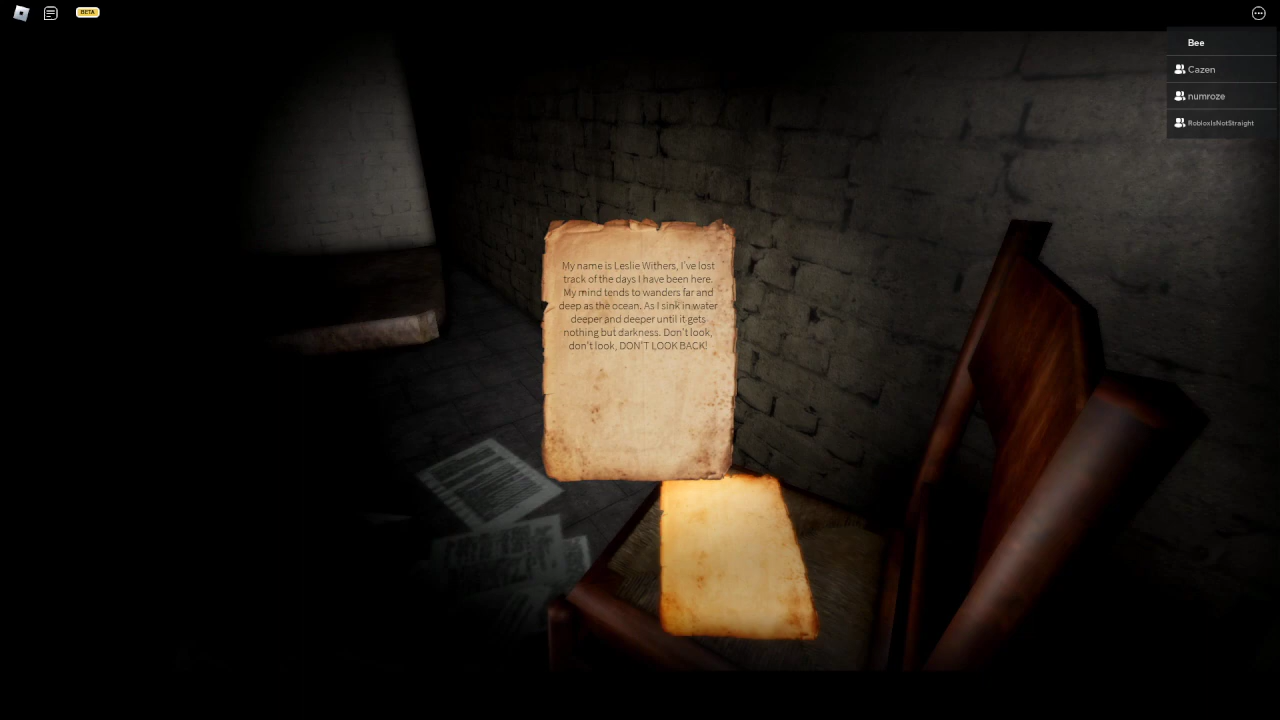 BETA
Bee
Cazen
numroze
RobloxIsNotStraight
My name is Leslie Withers, I've lost
track of the days I have been here.
My mind tends to wanders far and
deep as the ocean. As I sink in water
deeper and deeper until it gets
nothing but darkness. Don't look,
don't look, DON'T LOOK BACK!